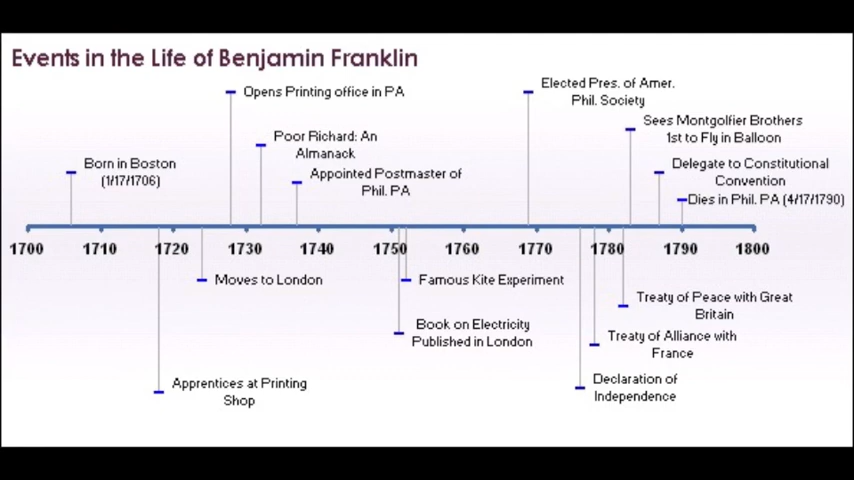 Events in the Life of Benjamin Franklin
Elected Pres. of Amer.
Phil. Society
Opens Printing office in PA
Sees Montgolfier Brothers
1st to Fly in Balloon
Poor Richard: An
Almanack
Born in Boston
(1/17/1706)
Appointed Postmaster of
Phil. PA
Delegate to Constitutional
Convention
Dies in Phil. PA (4/17/1790)
1700 1710 1720 1730 1740 1750 1760 1770 1780 1790 1800
Moves to London
Famous Kite Experiment
Treaty of Peace with Great
Britain
Book on Electricity
Published in London
Treaty of Alliance with
France
Apprentices at Printing
Shop
Declaration of
Independence